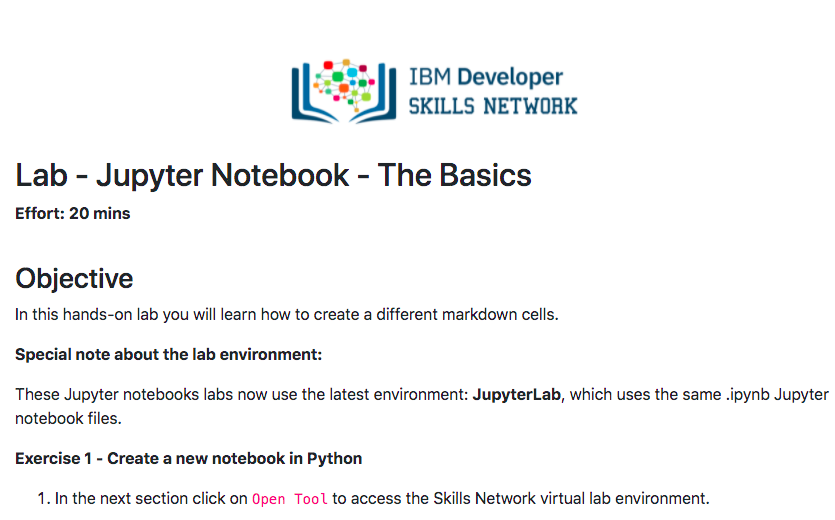 IBM Developer
SKILLS NETWORK
Lab - Jupyter Notebook - The Basics
Effort: 20 mins
Objective
In this hands-on lab you will learn how to create a different markdown cells.
Special note about the lab environment:
These Jupyter notebooks labs now use the latest environment: JupyterLab, which uses the same .ipynb Jupyter
notebook files.
Exercise 1 - Create a new notebook in Python
1. In the next section click on Open Tool to access the Skills Network virtual lab environment.